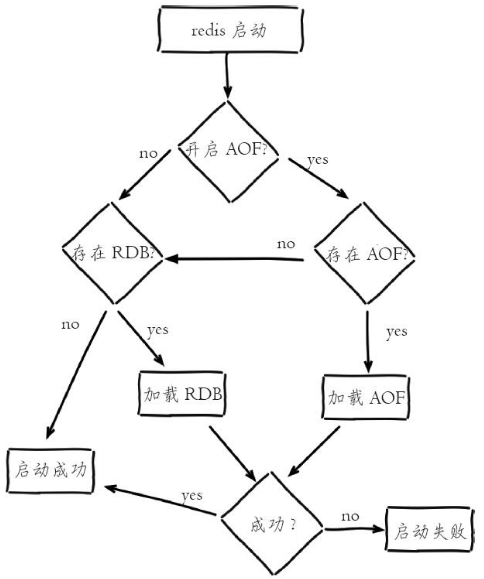 redis 启动
开启 AOF?
no
yes
存在 RDB?
no
存在 AOF?
no
yes
yes
加载 RDB
加载 AOF
启动成功
yes
成功?
no
启动失败